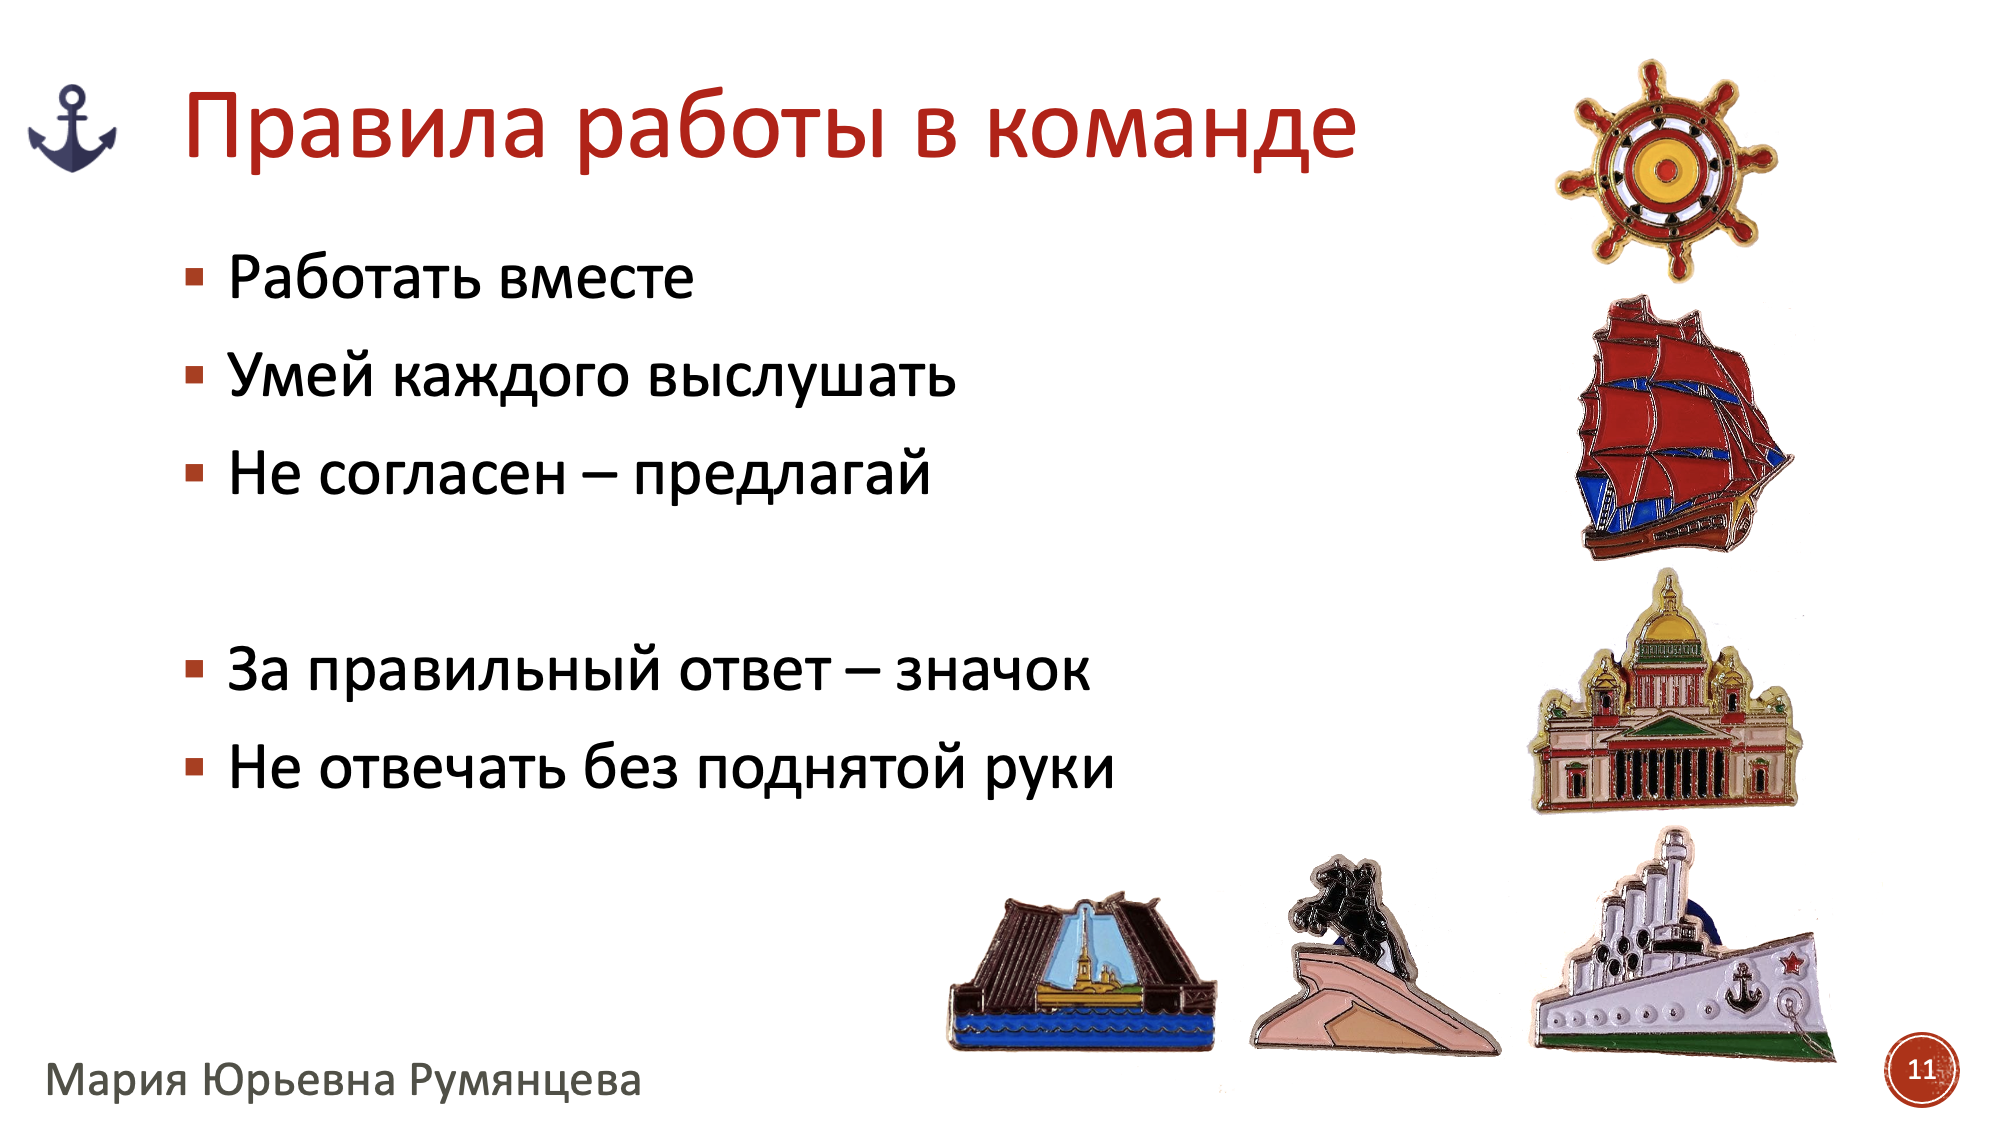 Правила работы в команде
Работать вместе
Умей каждого выслушать
Не согласен – предлагай
За правильный ответ – значок
Не отвечать без поднятой руки
Мария Юрьевна Румянцева
11